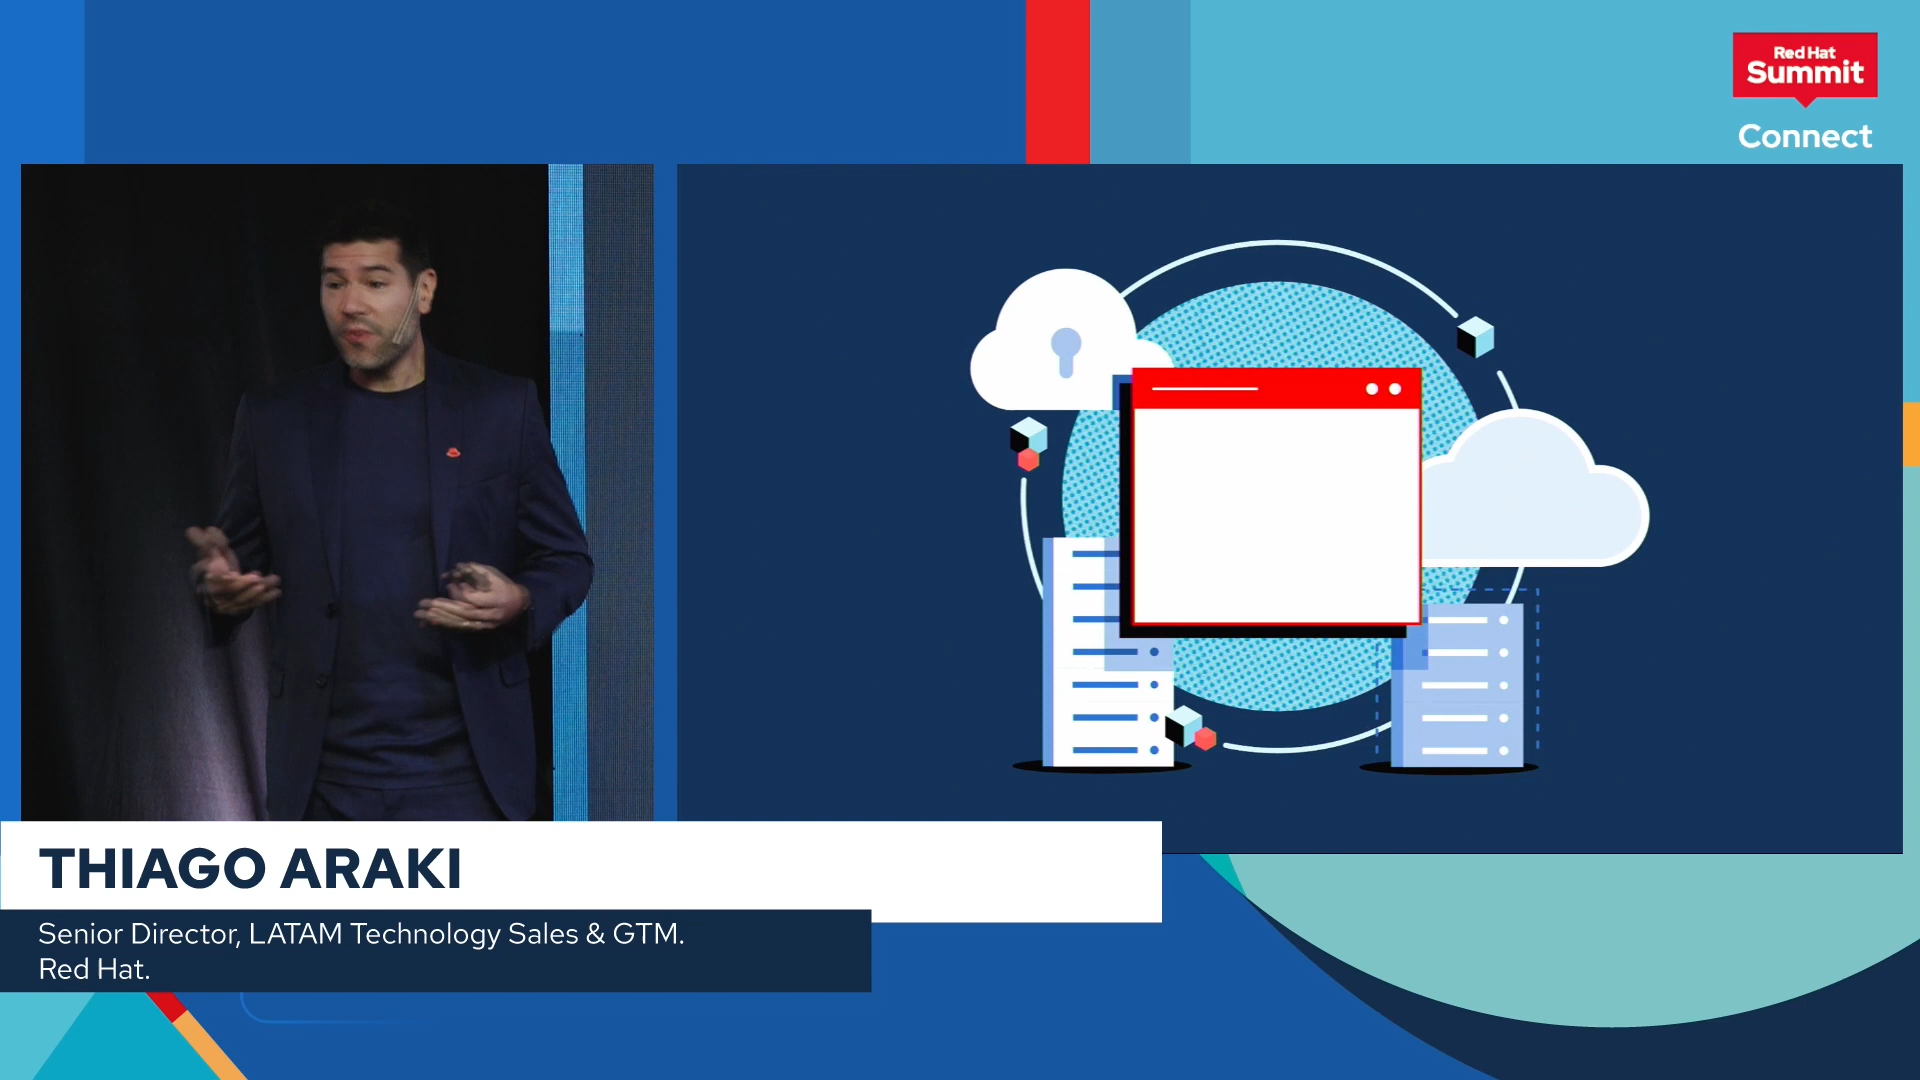 Red Hat
Summit
Connect
THIAGO ARAKI
Senior Director, LATAM Technology Sales & GTM.
Red Hat.